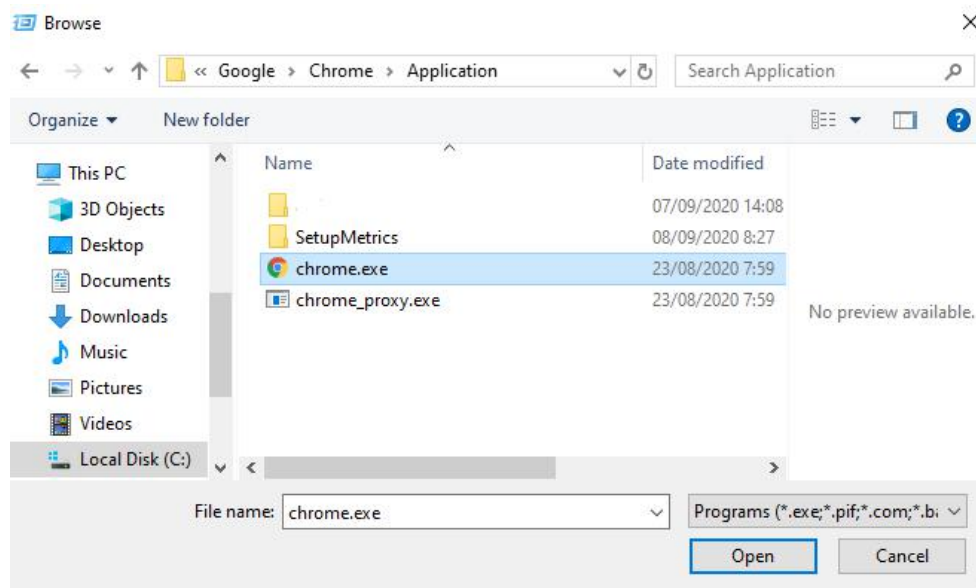 Browse
« Google > Chrome > Application
Search Application
Organize
New folder
Name
Date modified
This PC
3D Objects
Desktop
Documents
Downloads
Music
Pictures
Videos
Local Disk (C:)
07/09/2020 14:08
SetupMetrics 08/09/2020 8:27
chrome.exe 23/08/2020 7:59
chrome_proxy.exe 23/08/2020 7:59
No preview available.
File name: chrome.exe
Programs (*.exe;*.pif;*.com;*.ba
Open
Cancel